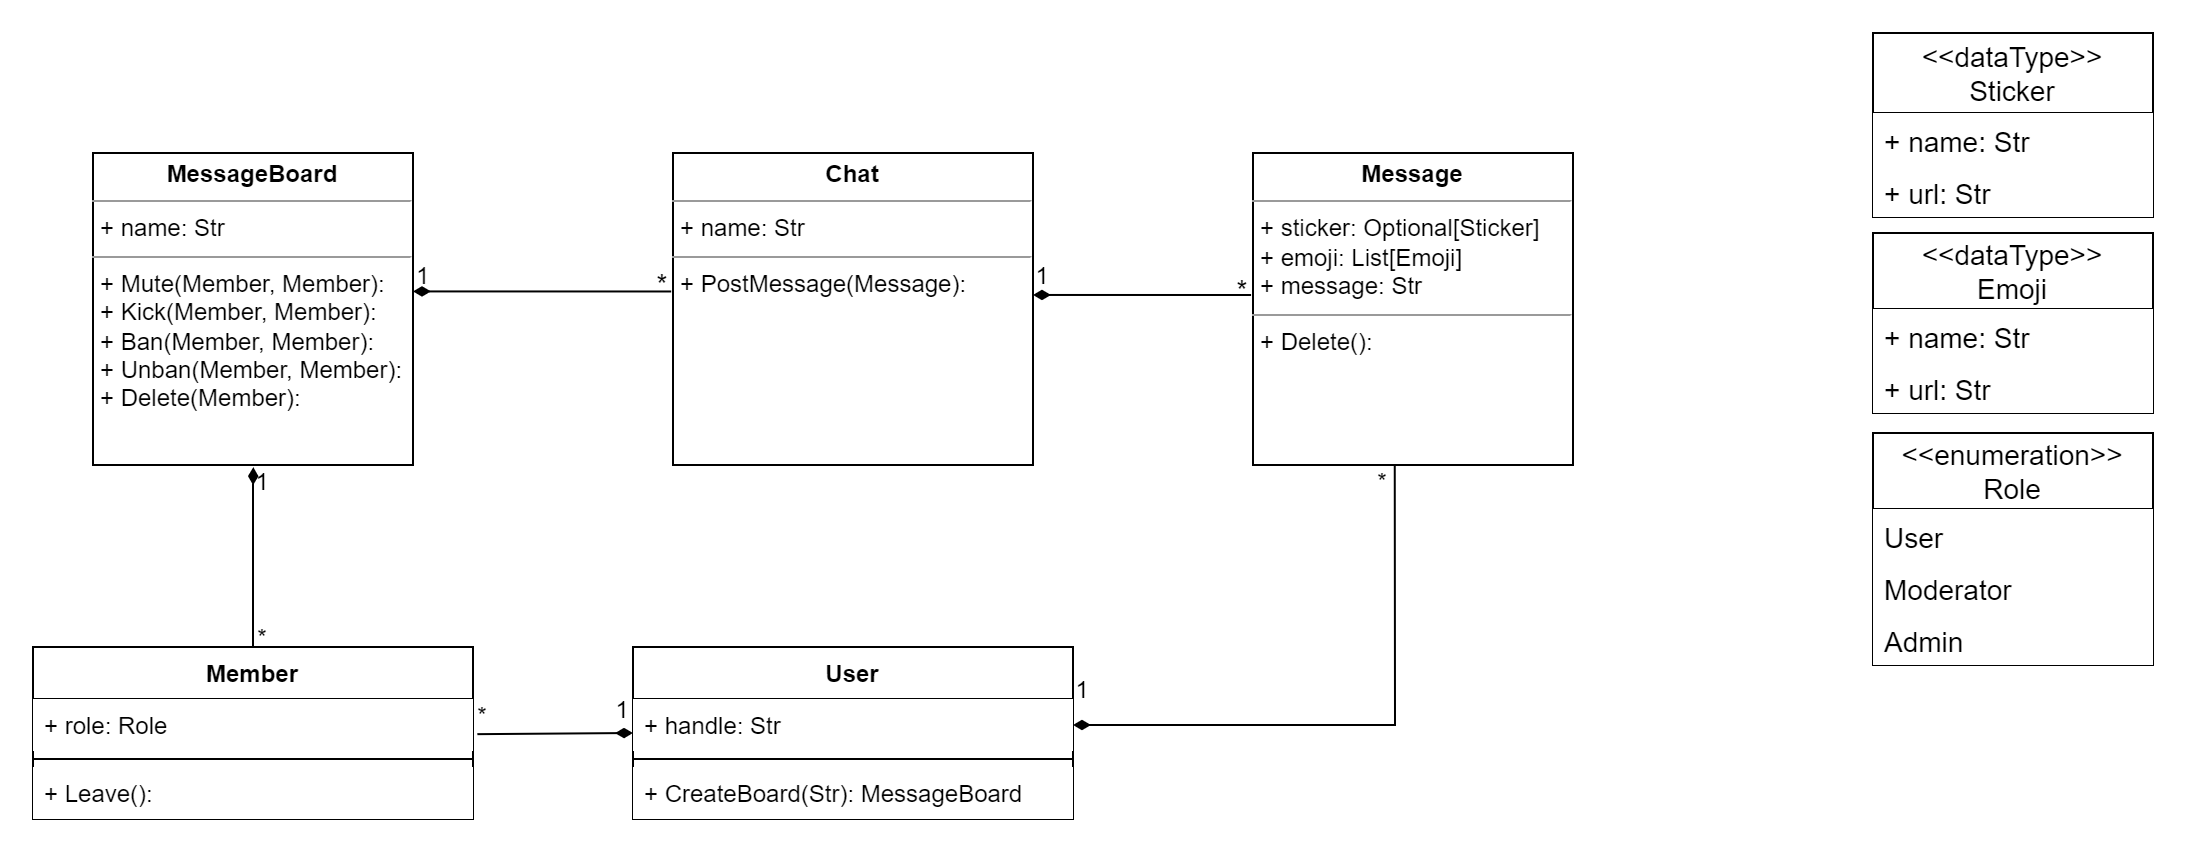 MessageBoard
+ name: Str
+ Mute(Member, Member):
+ Kick(Member, Member):
+ Ban(Member, Member):
+ Unban(Member, Member):
+ Delete(Member):
1
*
Chat
+ name: Str
+ PostMessage(Message):
1
*
Message
+ sticker: Optional[Sticker]
+ emoji: List[Emoji]
+ message: Str
+ Delete():
1
*
*
Member
+ role: Role
+ Leave():
*
1
User
+ handle: Str
+ CreateBoard(Str): MessageBoard
1
<<dataType>>
Sticker
+ name: Str
+ url: Str
<<dataType>>
Emoji
+ name: Str
+ url: Str
<<enumeration>>
Role
User
Moderator
Admin